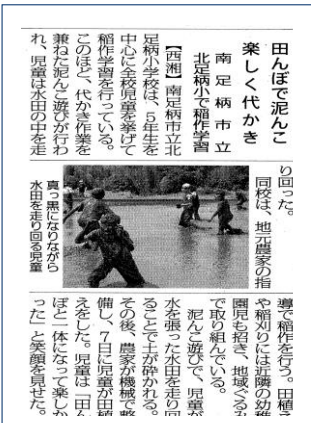 田んぼで泥んこ
楽しく代かき
南足柄市立
北足柄小で稲作学習
【西湘】南足柄市立北
足柄小学校は、5年生を
中心に全校児童を挙げて
稲作学習を行っている。
このほど、代かき作業を
兼ねた泥んこ遊びが行わ
れ、児童は水田の中を走
り回った。
同校は、地元農家の指
真っ黒になりながら
水田を走り回る児童
導で稲作を行う。田植え
や稲刈りには近隣の幼稚
園児も招き、地域ぐるみ
で取り組んでいる。
泥んこ遊びで、児童が
水を張った水田を走り回
ることで土が砕かれる。
その後、農家が機械で整
備し、7日に児童が田植
えをした。児童は「田ん
ぼと一体になって楽しか
った」と笑顔を見せた。